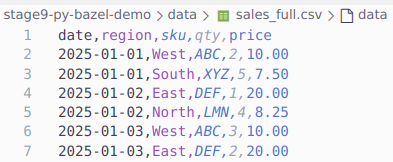 stage9-py-bazel-demo > data > sales_full.csv > data
1 date,region,sku,qty,price
2 2025-01-01,West,ABC,2,10.00
3 2025-01-01,South,XYZ,5,7.50
4 2025-01-02,East,DEF,1,20.00
5 2025-01-02,North,LMN,4,8.25
6 2025-01-03,West,ABC,3,10.00
7 2025-01-03,East,DEF,2,20.00